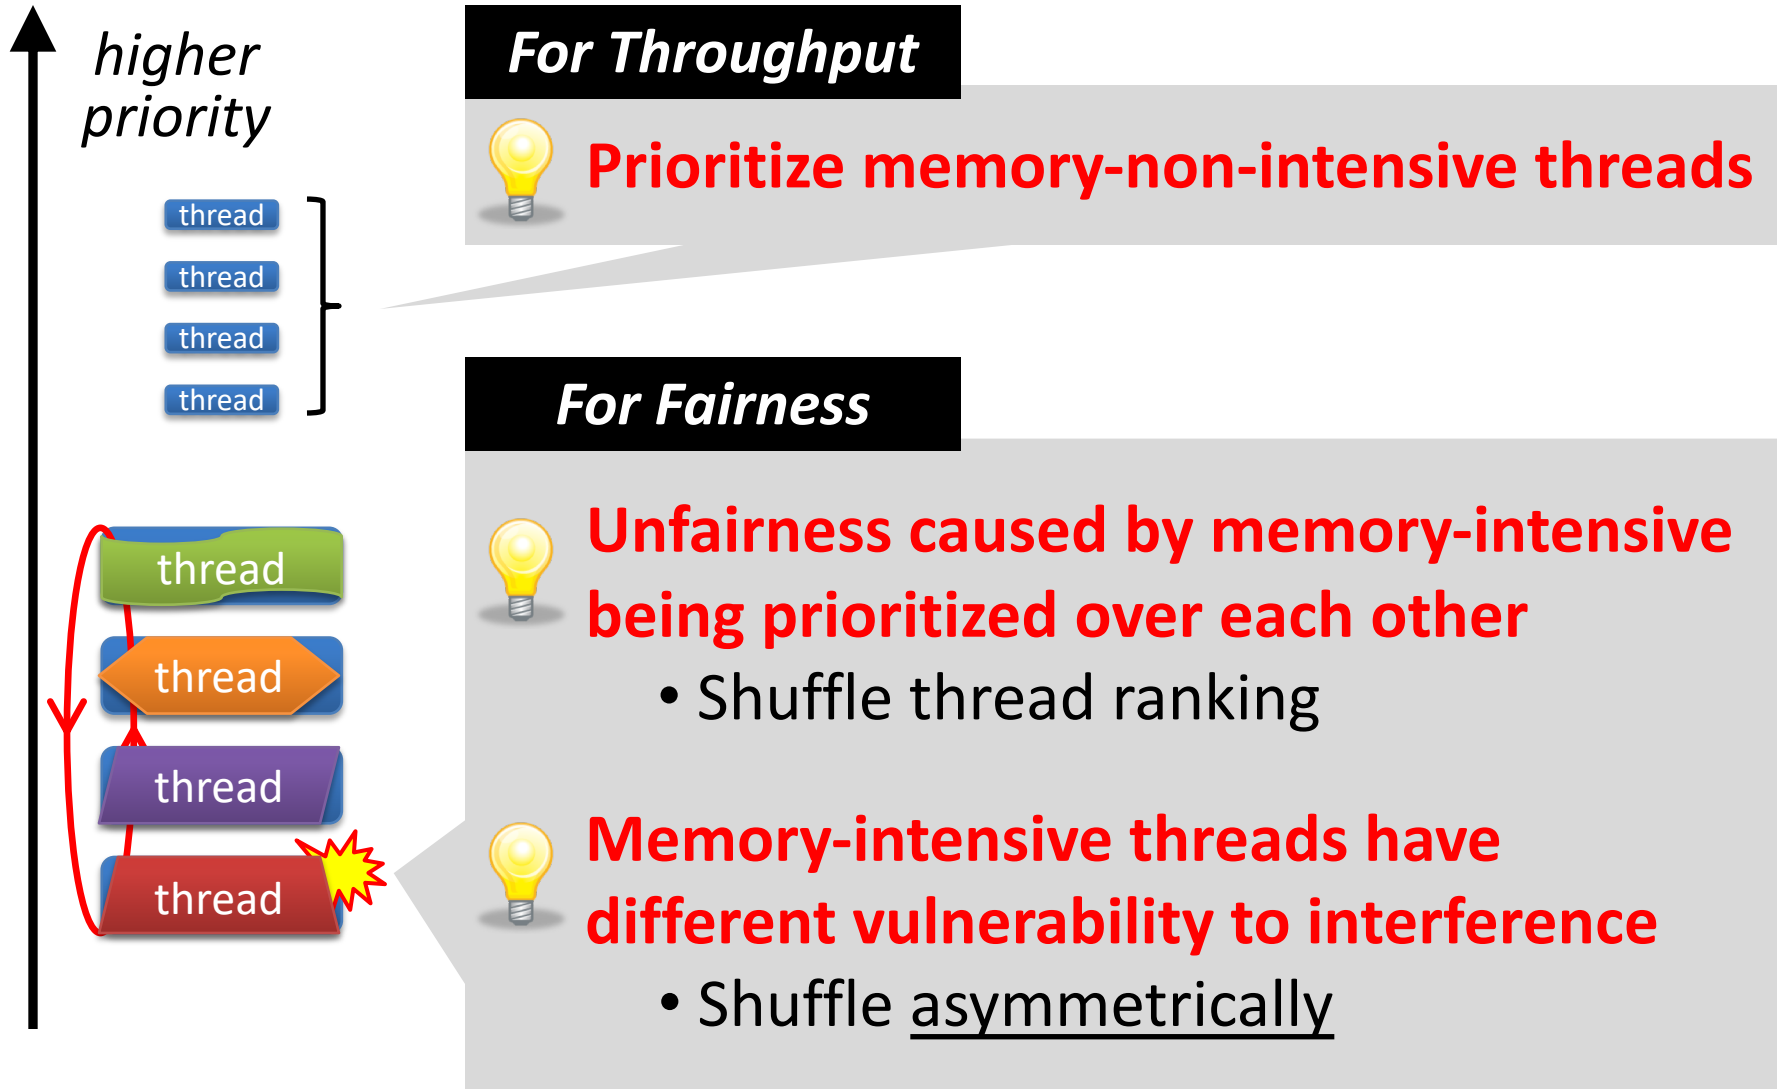 higher
priority
thread
thread
thread
thread
thread
thread
thread
thread
For Throughput
Prioritize memory-non-intensive threads
For Fairness
Unfairness caused by memory-intensive
being prioritized over each other
• Shuffle thread ranking
Memory-intensive threads have
different vulnerability to interference
• Shuffle asymmetrically